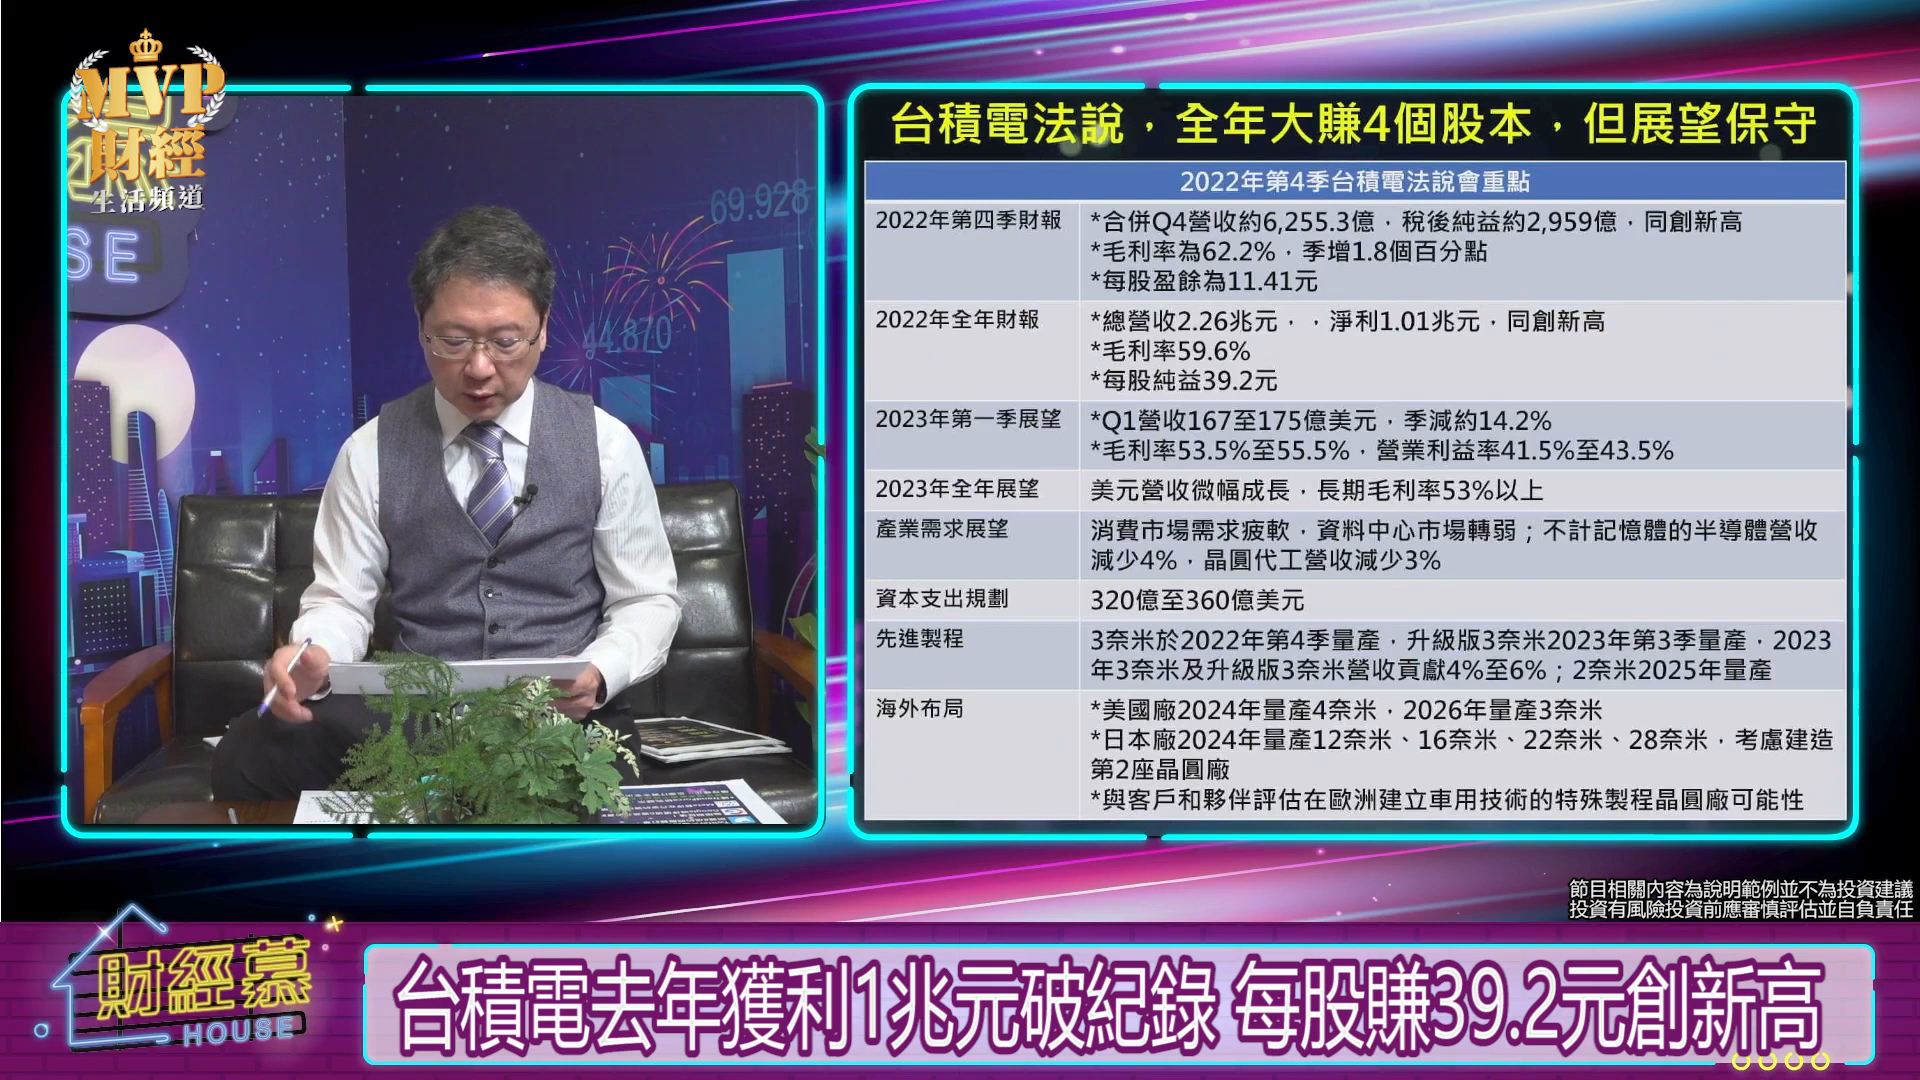 MVP
財經
生活頻道
SE
69.928
44.870
台積電法說，全年大賺4個股本，但展望保守
2022年第4季台積電法說會重點
2022年第四季財報
*合併Q4營收約6,255.3億，稅後純益約2,959億，同創新高
*毛利率為62.2%，季增1.8個百分點
*每股盈餘為11.41元
2022年全年財報
*總營收2.26兆元，，淨利1.01兆元，同創新高
*毛利率59.6%
*每股純益39.2元
2023年第一季展望
*Q1營收167至175億美元，季減約14.2%
*毛利率53.5%至55.5%，營業利益率41.5%至43.5%
2023年全年展望
美元營收微幅成長，長期毛利率53%以上
產業需求展望
消費市場需求疲軟，資料中心市場轉弱；不計記憶體的半導體營收
減少4%，晶圓代工營收減少3%
資本支出規劃
320億至360億美元
先進製程
3奈米於2022年第4季量產，升級版3奈米2023年第3季量產，2023
年3奈米及升級版3奈米營收貢獻4%至6%；2奈米2025年量產
海外布局
*美國廠2024年量產4奈米，2026年量產3奈米
*日本廠2024年量產12奈米、16奈米、22奈米、28奈米，考慮建造
第2座晶圓廠
*與客戶和夥伴評估在歐洲建立車用技術的特殊製程晶圓廠可能性
節目相關內容為說明範例並不為投資建議
投資有風險投資前應審慎評估並自負責任
財經慕
HOUSE
台積電去年獲利1兆元破紀錄 每股賺39.2元創新高